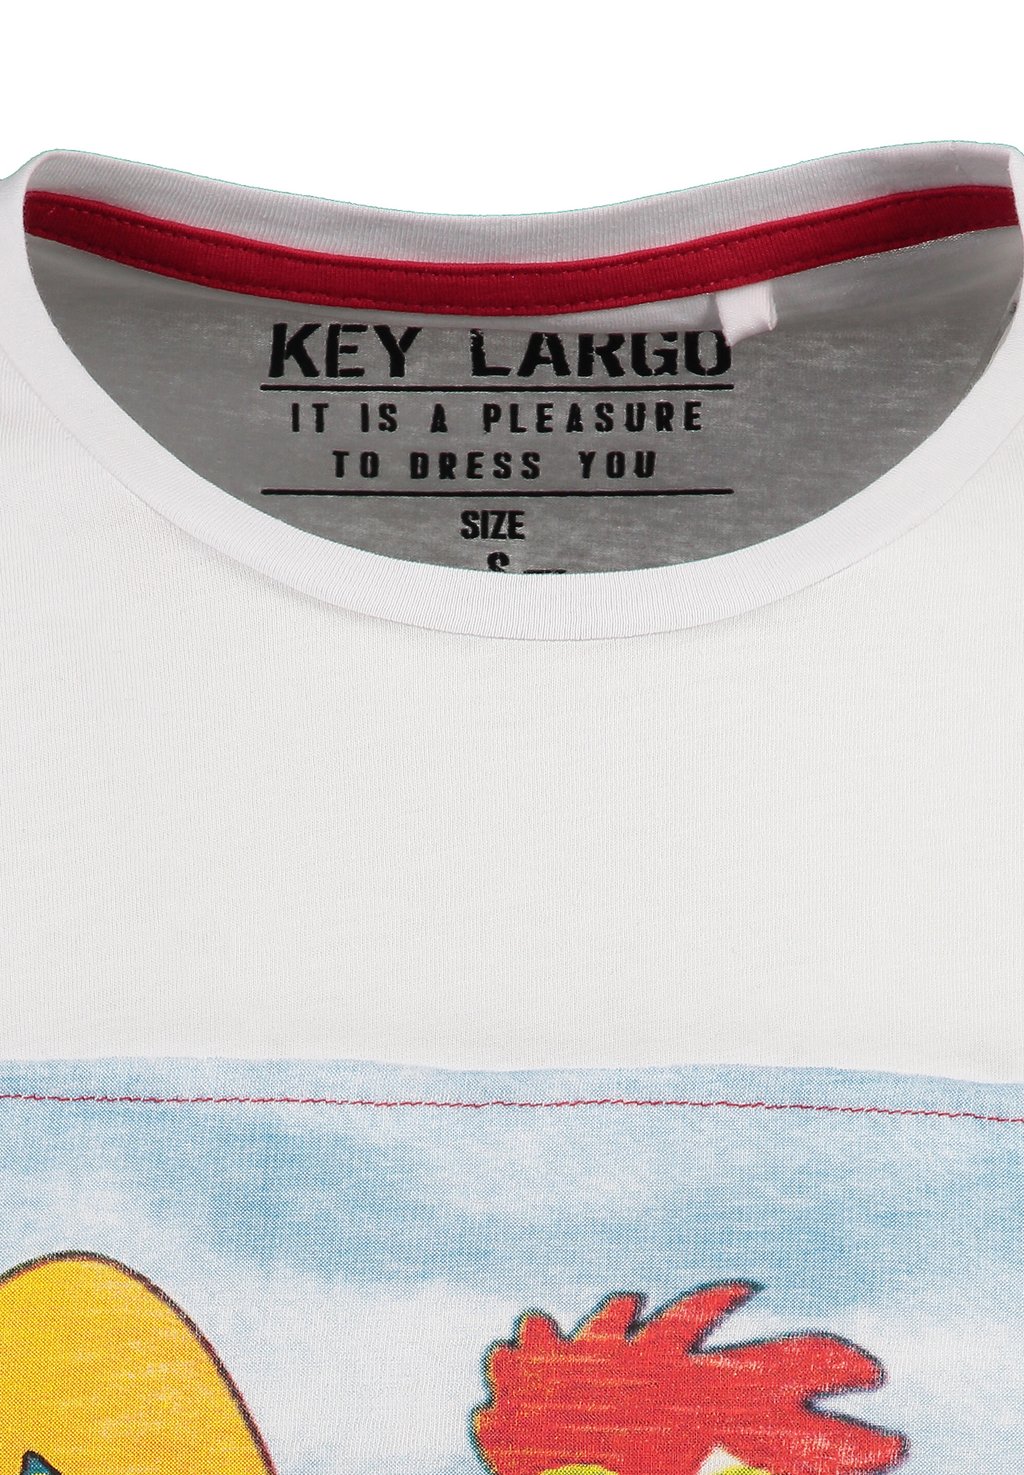 KEY LARGO
IT IS A PLEASURE
TO DRESS YOU
SIZE
S